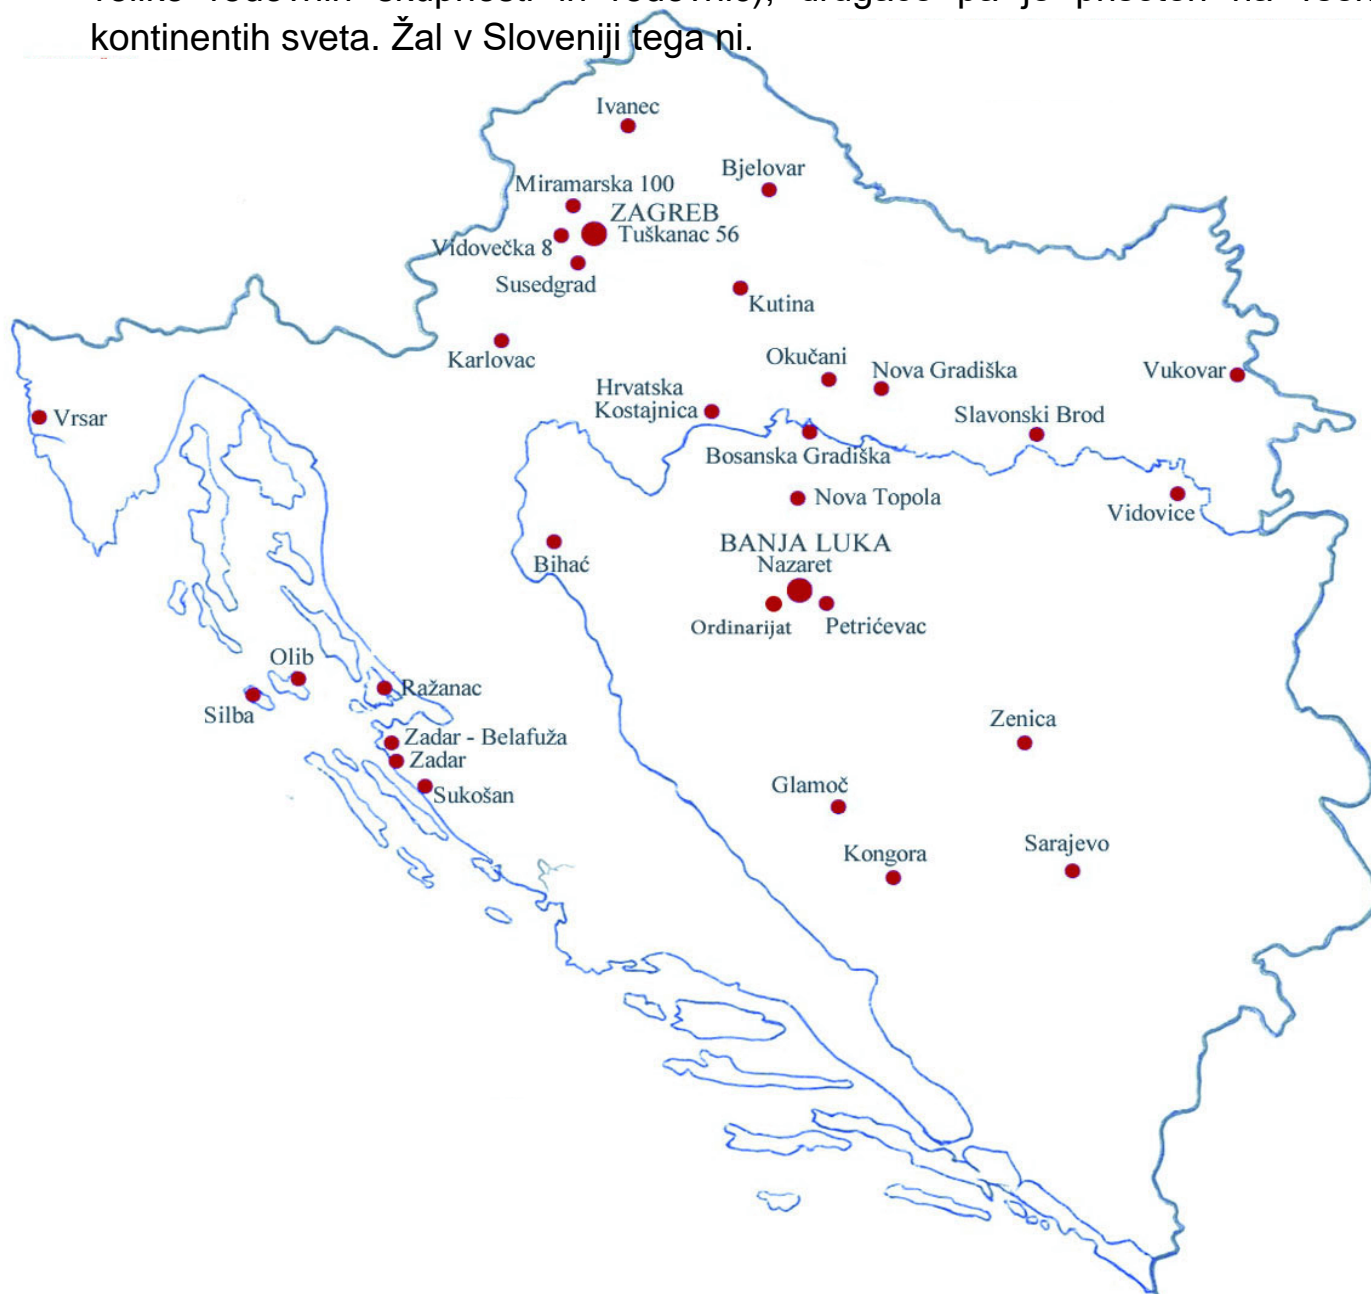 kontinentih sveta. Žal v Sloveniji tega ni.
Ivanec
Bjelovar
Miramarska 100
ZAGREB
Tuškanac 56
Vidovečka 8
Susedgrad
Kutina
Karlovac
Okučani
Nova Gradiška
Vukovar
Hrvatska
Kostajnica
Slavonski Brod
Vrsar
Bosanska Gradiška
Nova Topola
Vidovice
BANJA LUKA
Nazaret
Bihać
Ordinarijat
Petrićevac
Olib
Ražanac
Silba
Zadar - Belafuža
Zadar
Sukošan
Zenica
Glamoč
Kongora
Sarajevo